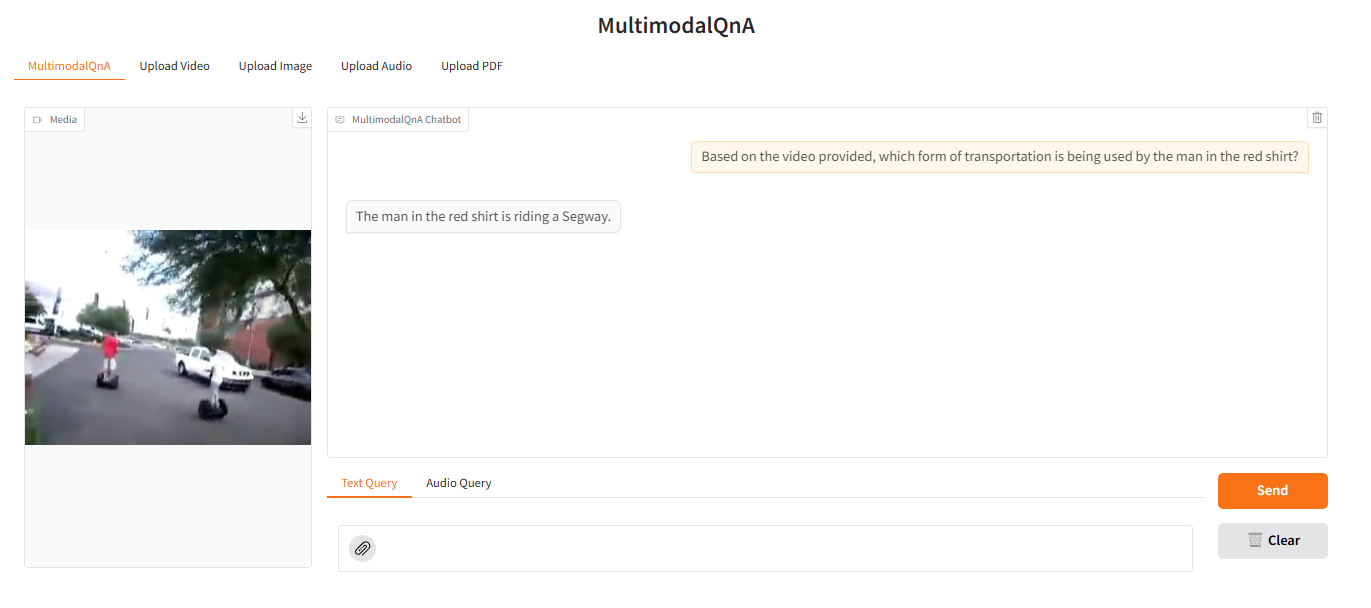 MultimodalQnA
MultimodalQnA Upload Video Upload Image Upload Audio Upload PDF
Media
MultimodalQnA Chatbot
Based on the video provided, which form of transportation is being used by the man in the red shirt?
The man in the red shirt is riding a Segway.
Text Query Audio Query
Send
Clear